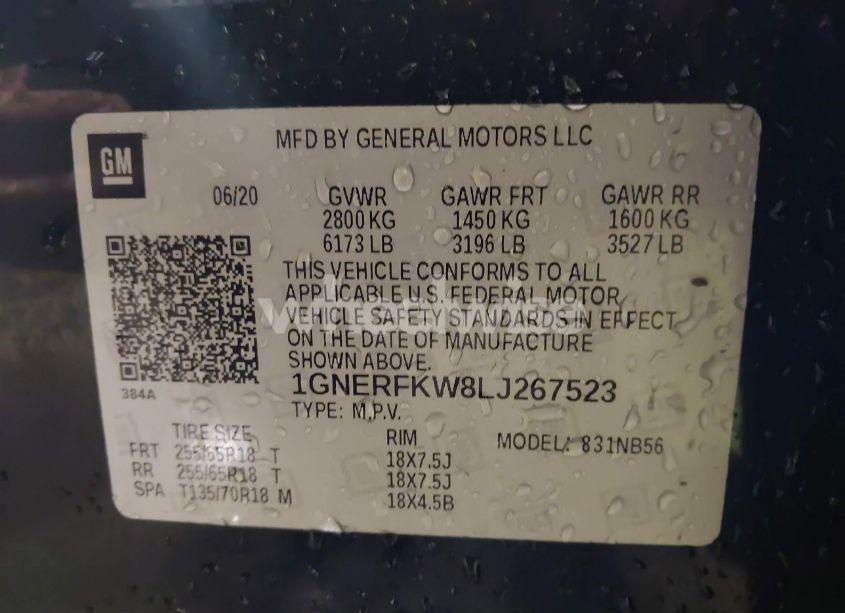 GM
MFD BY GENERAL MOTORS LLC
06/20 GVWR GAWR FRT GAWR RR
2800 KG 1450 KG 1600 KG
6173 LB 3196 LB 3527 LB
THIS VEHICLE CONFORMS TO ALL
APPLICABLE U.S. FEDERAL MOTOR
VEHICLE SAFETY STANDARDS IN EFFECT
ON THE DATE OF MANUFACTURE
SHOWN ABOVE.
384A
1GNERFKW8LJ267523
TYPE: M.P.V.
TIRE SIZE RIM MODEL: 831NB56
FRT 255/65R18 T 18X7.5J
RR 255/65R18 T 18X7.5J
SPA T135/70R18 M 18X4.5B